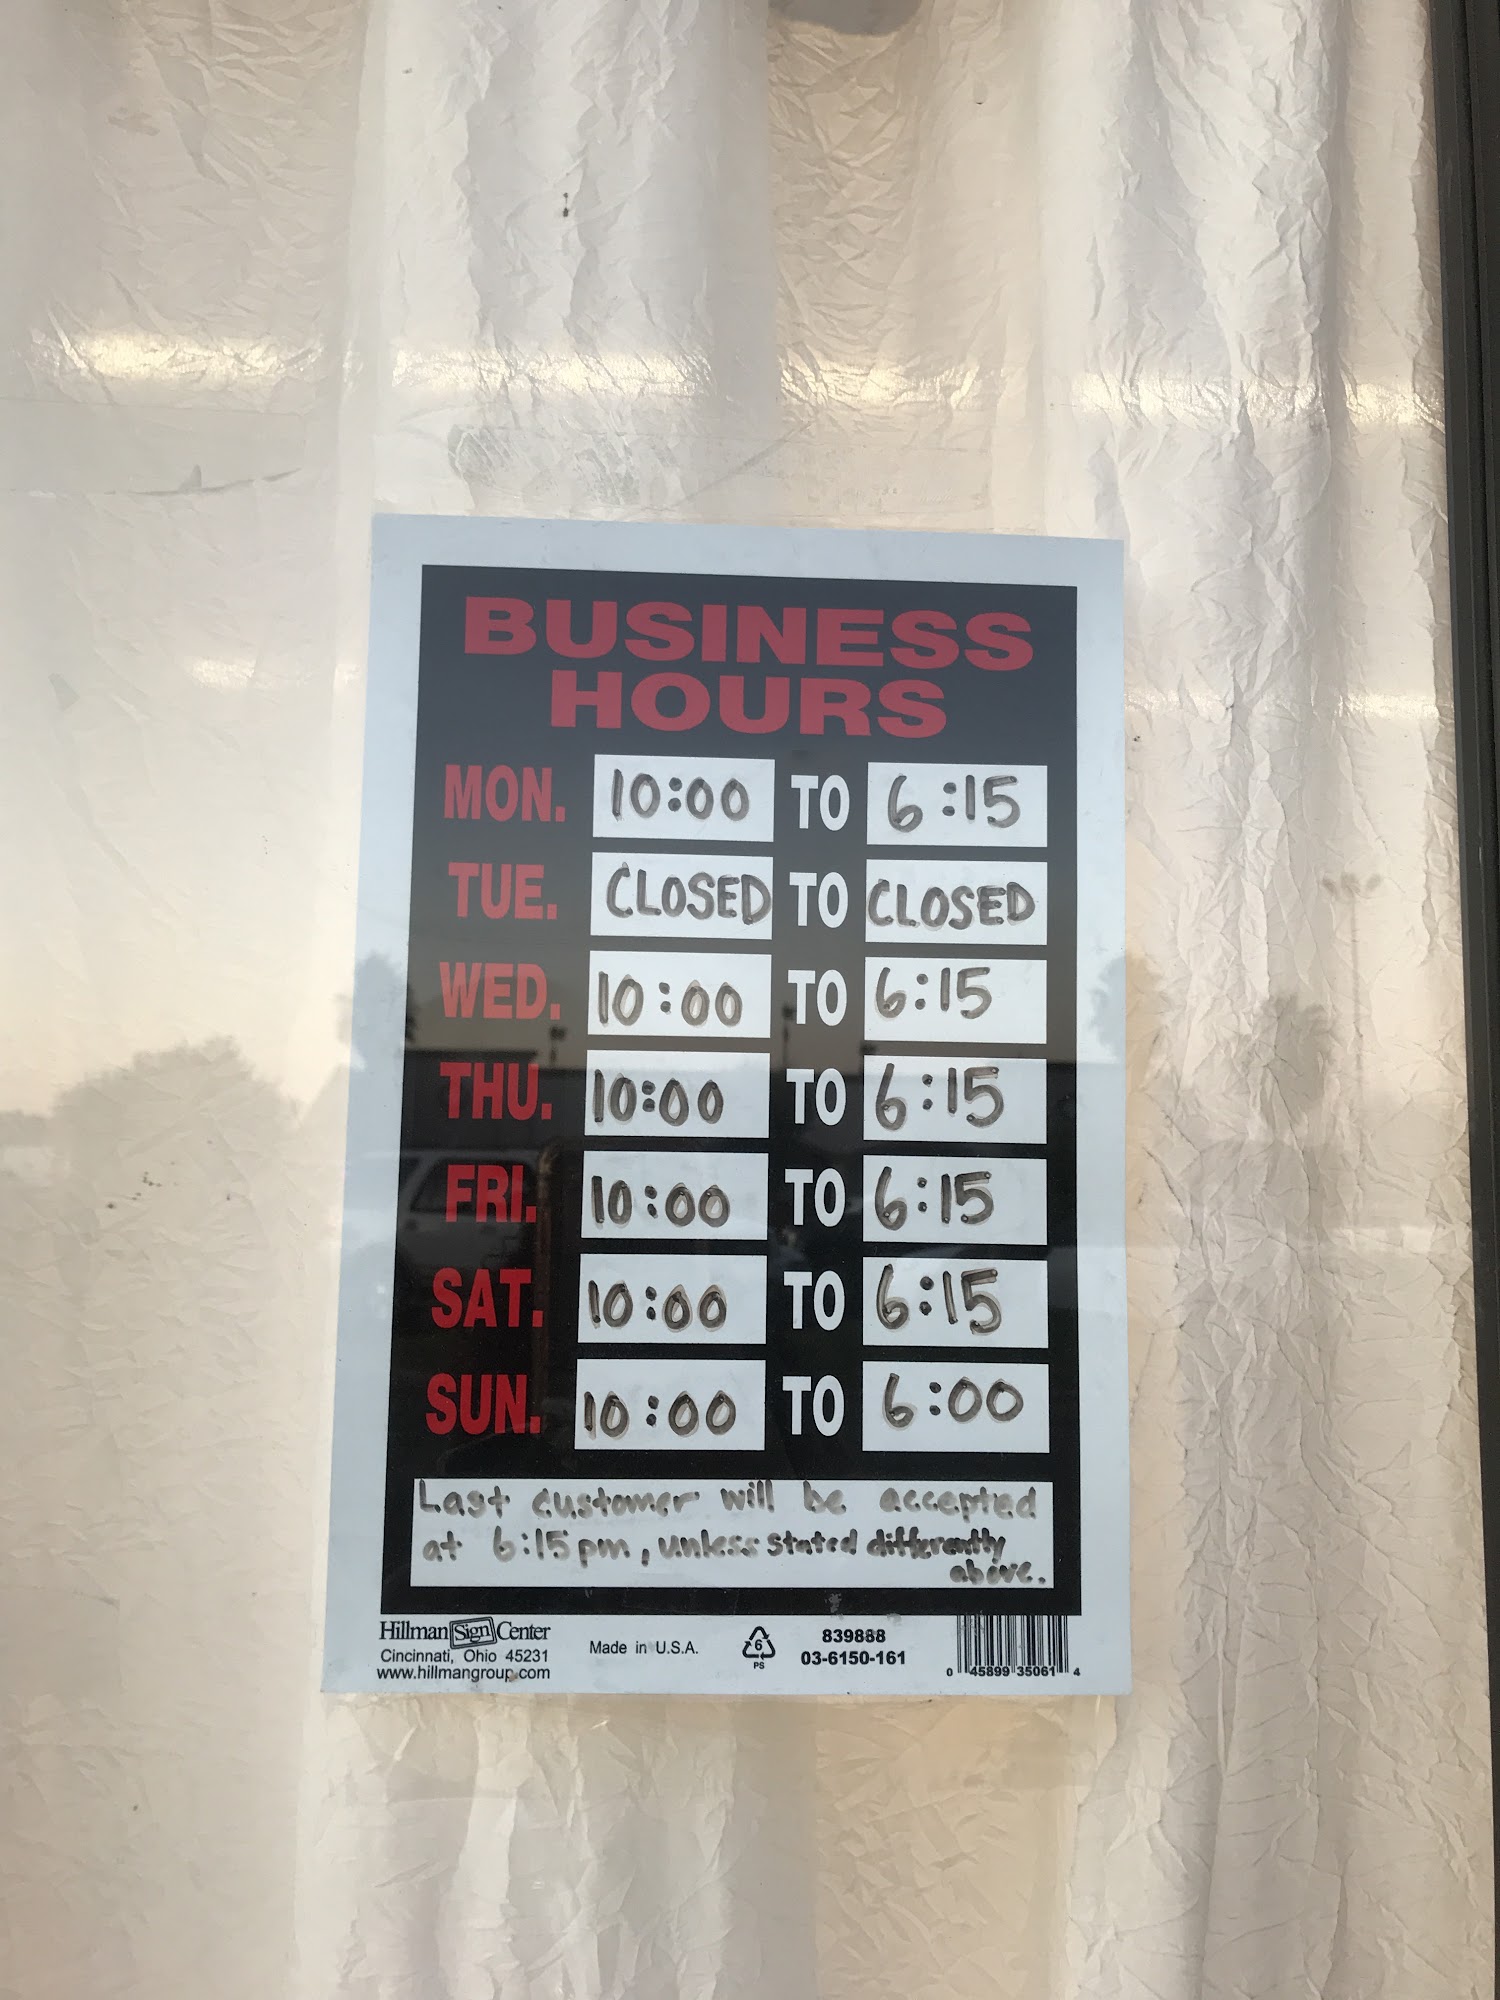 BUSINESS
HOURS
MON. 10:00 TO 6:15
TUE. CLOSED TO CLOSED
WED. 10:00 TO 6:15
THU. 10:00 TO 6:15
FRI. 10:00 TO 6:15
SAT. 10:00 TO 6:15
SUN. 10:00 TO 6:00
Last customer will be accepted
at 6:15 pm, unless stated differently
above.
Hillman Sign Center
Cincinnati, Ohio 45231
www.hillmangroup.com
Made in U.S.A.
6
PS
839888
03-6150-161
0 45899 35061 4